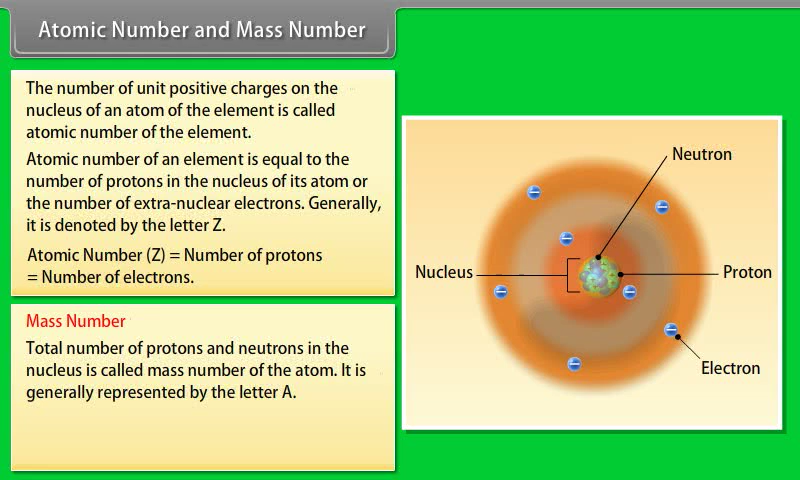 Atomic Number and Mass Number
The number of unit positive charges on the
nucleus of an atom of the element is called
atomic number of the element.
Atomic number of an element is equal to the
number of protons in the nucleus of its atom or
the number of extra-nuclear electrons. Generally,
it is denoted by the letter Z.
Atomic Number (Z) = Number of protons
= Number of electrons.
Mass Number
Total number of protons and neutrons in the
nucleus is called mass number of the atom. It is
generally represented by the letter A.
Neutron
Nucleus
Proton
Electron